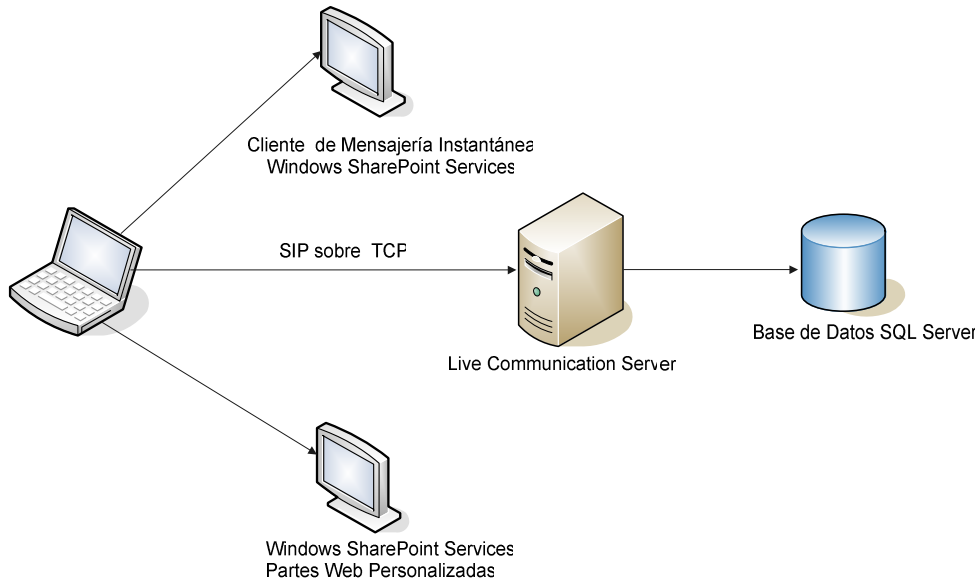 Cliente de Mensajería Instantánea
Windows SharePoint Services
SIP sobre TCP
Live Communication Server
Base de Datos SQL Server
Windows SharePoint Services
Partes Web Personalizadas